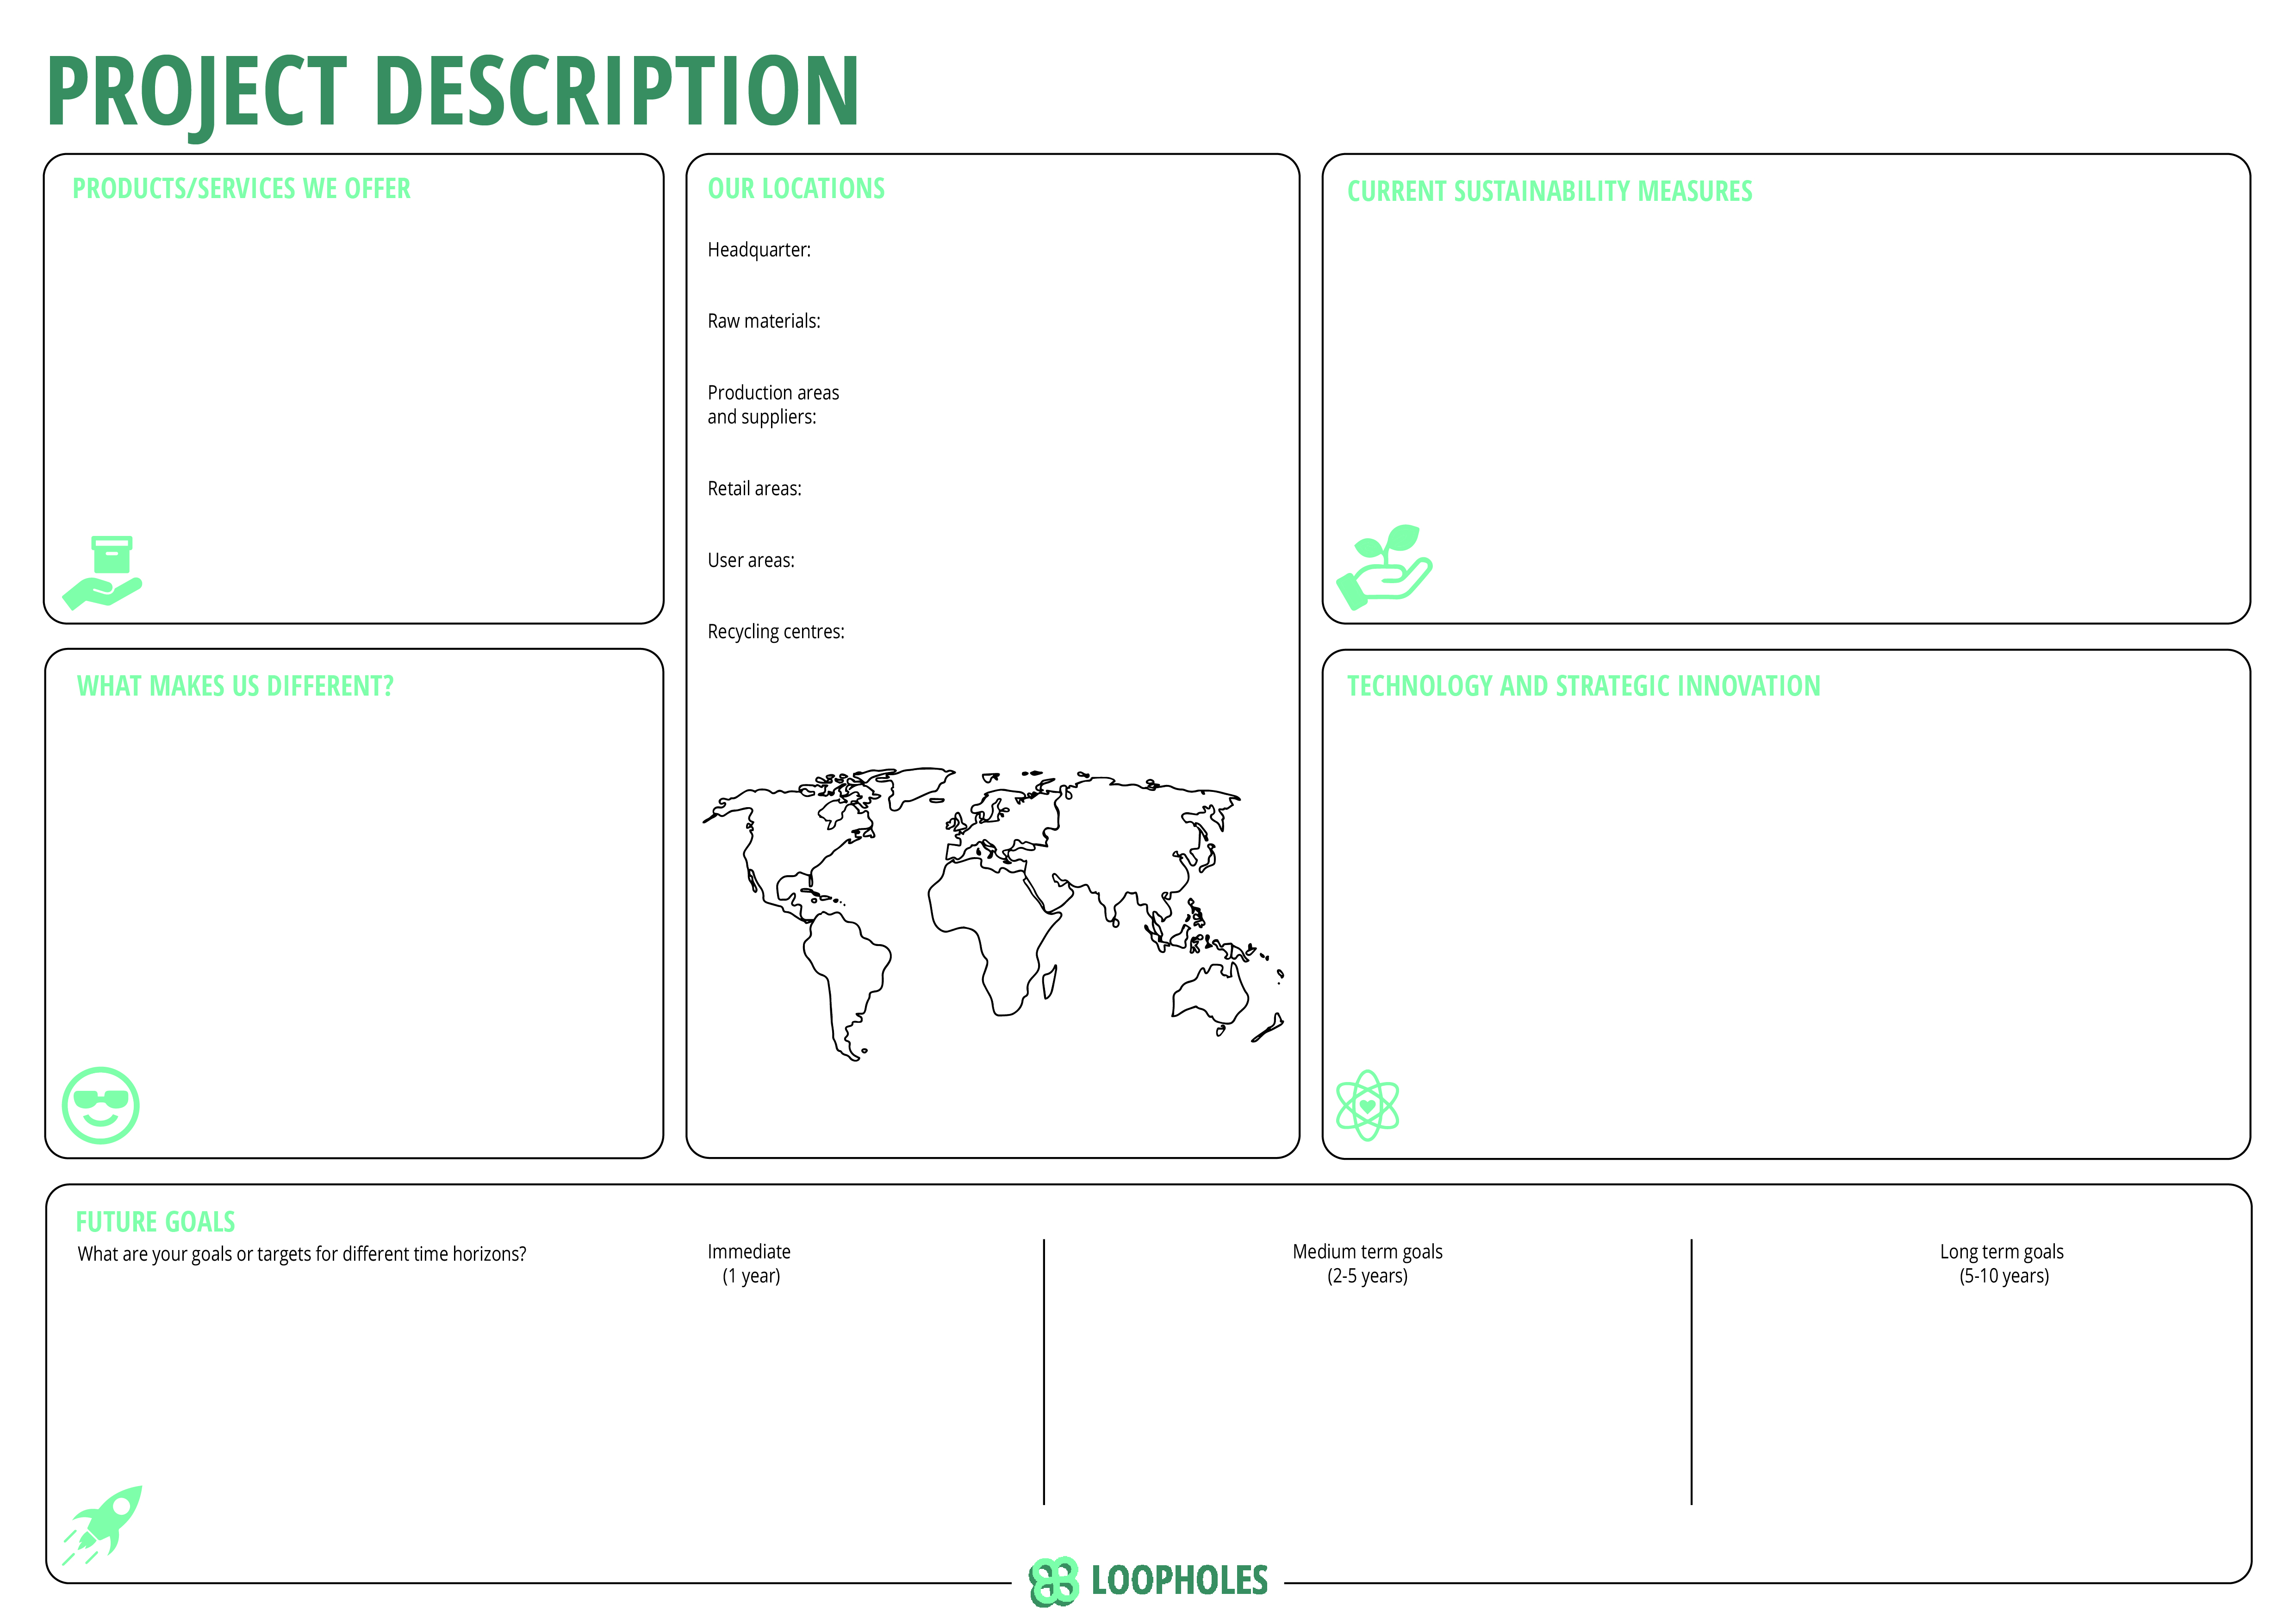 PROJECT DESCRIPTION
PRODUCTS/SERVICES WE OFFER
WHAT MAKES US DIFFERENT?
OUR LOCATIONS
Headquarter:
Raw materials:
Production areas
and suppliers:
Retail areas:
User areas:
Recycling centres:
CURRENT SUSTAINABILITY MEASURES
TECHNOLOGY AND STRATEGIC INNOVATION
FUTURE GOALS
What are your goals or targets for different time horizons?
Immediate
(1 year)
Medium term goals
(2-5 years)
Long term goals
(5-10 years)
LOOPHOLES